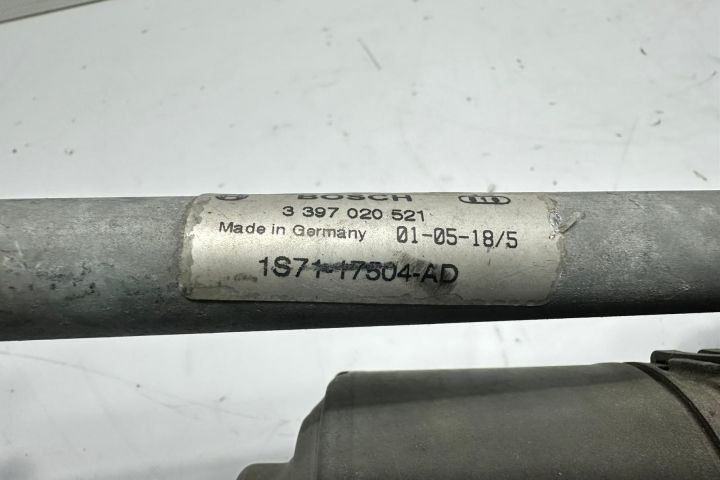 BOSCH
3 397 020 521
Made in Germany 01-05-18/5
1S71-17504-AD